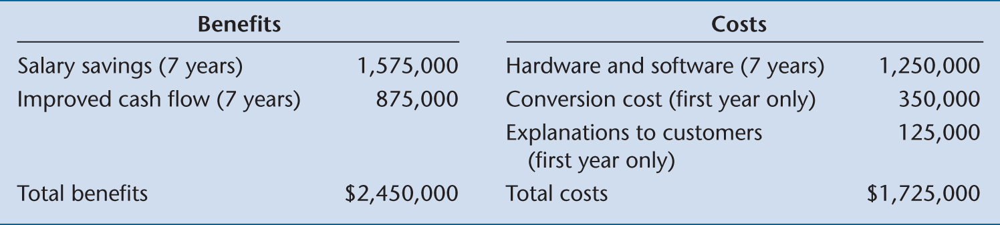 Benefits Costs
Salary savings (7 years) 1,575,000 Hardware and software (7 years) 1,250,000
Improved cash flow (7 years) 875,000 Conversion cost (first year only) 350,000
Explanations to customers 125,000
(first year only)
Total benefits $2,450,000 Total costs $1,725,000